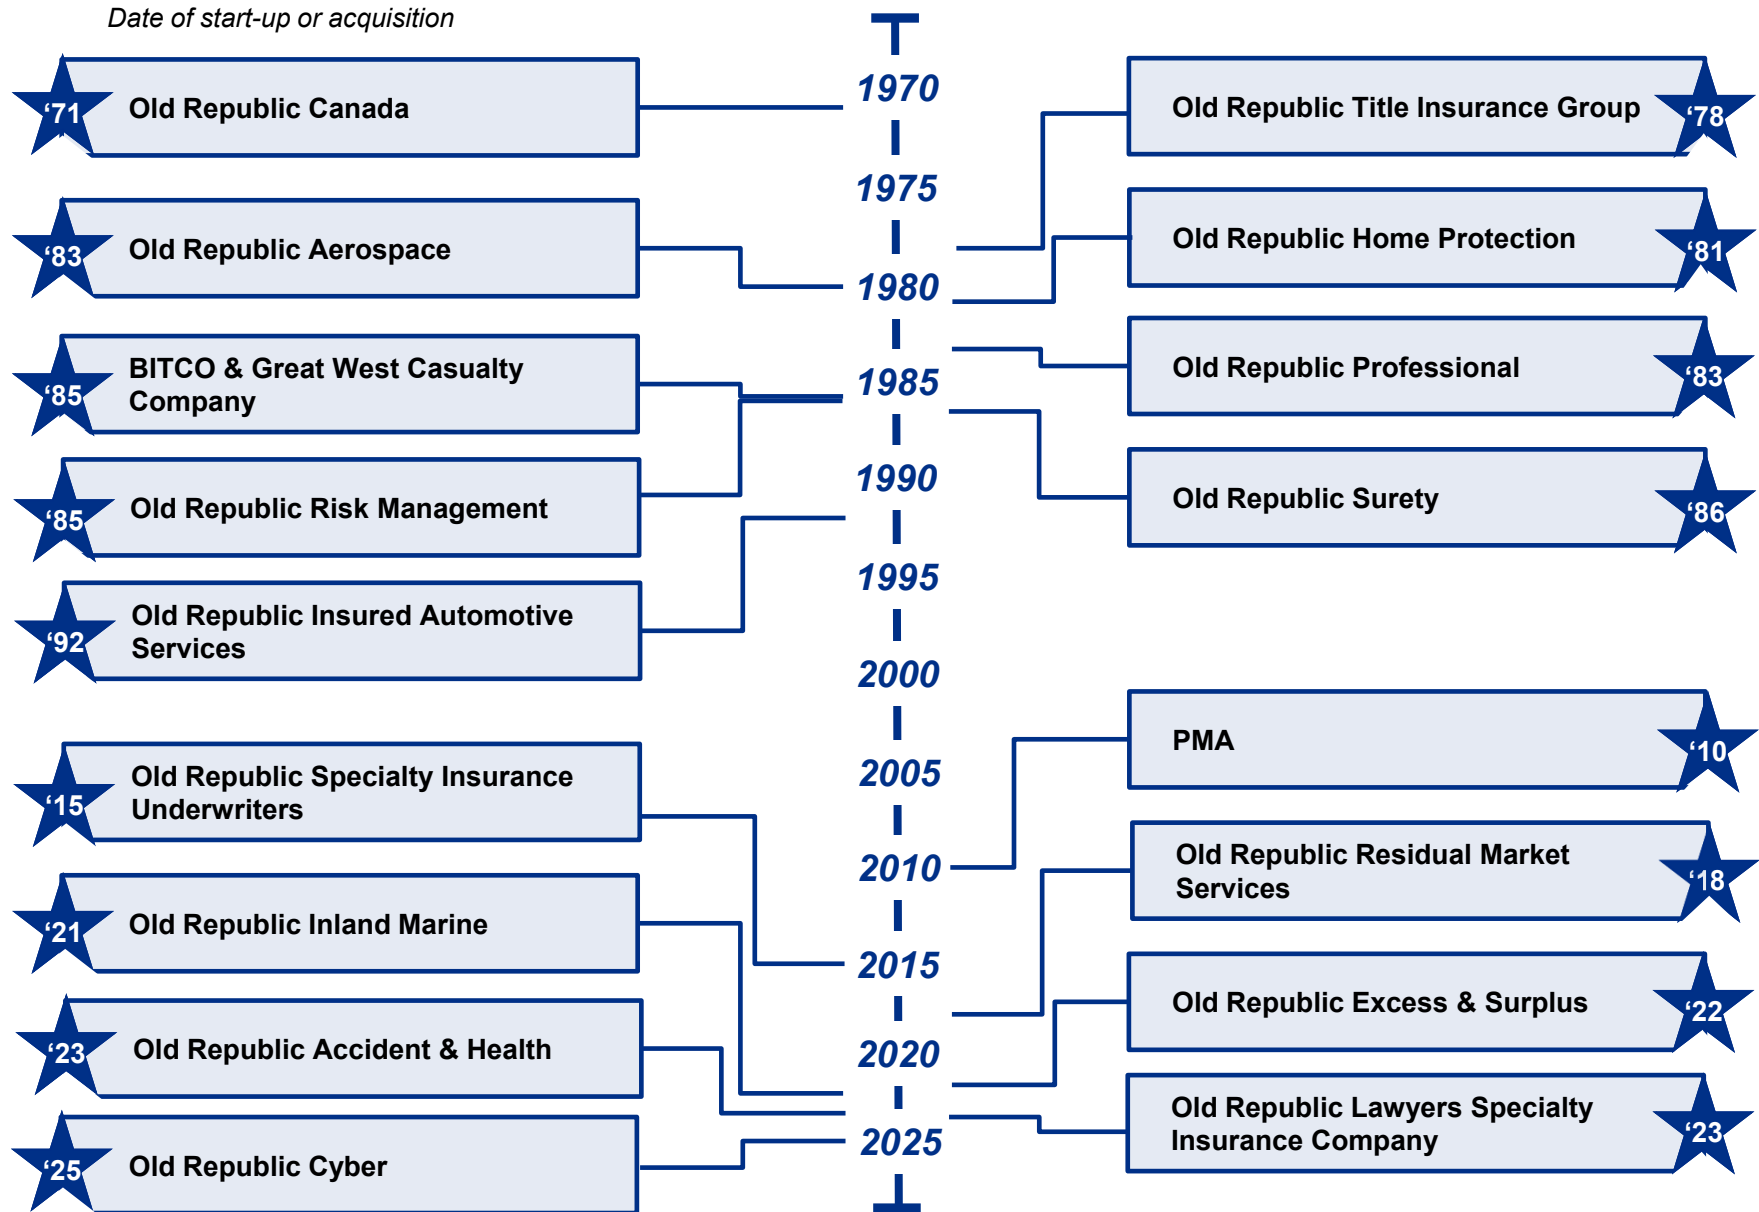 Date of start-up or acquisition
‘71
Old Republic Canada
‘83
Old Republic Aerospace
‘85
BITCO & Great West Casualty
Company
‘85
Old Republic Risk Management
‘92
Old Republic Insured Automotive
Services
‘15
Old Republic Specialty Insurance
Underwriters
‘21
Old Republic Inland Marine
‘23
Old Republic Accident & Health
‘25
Old Republic Cyber
1970
1975
1980
1985
1990
1995
2000
2005
2010
2015
2020
2025
Old Republic Title Insurance Group
‘78
Old Republic Home Protection
‘81
Old Republic Professional
‘83
Old Republic Surety
‘86
PMA
‘10
Old Republic Residual Market
Services
‘18
Old Republic Excess & Surplus
‘22
Old Republic Lawyers Specialty
Insurance Company
‘23